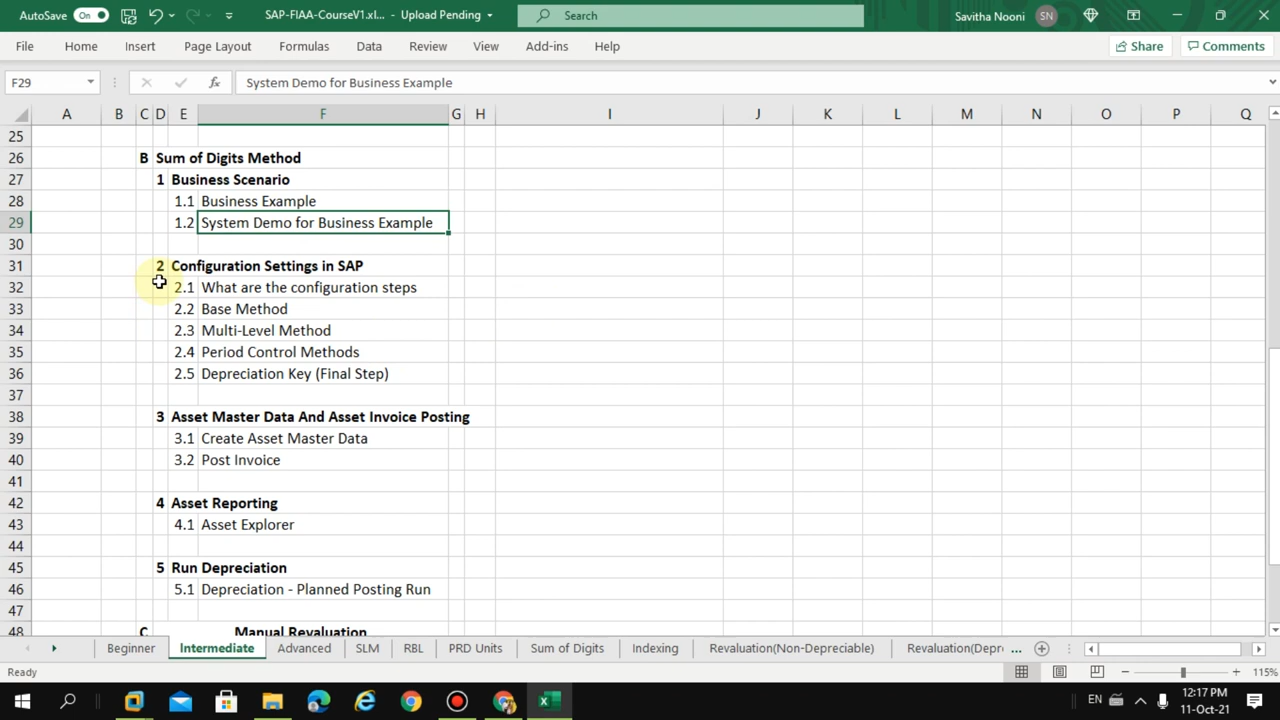 AutoSave On SAP-FIAA-CourseV1.xl... - Upload Pending Search Savitha Nooni SN
File Home Insert Page Layout Formulas Data Review View Add-ins Help Share Comments
F29 fx System Demo for Business Example
A B C D E F G H I J K L M N O P Q
25
26 B Sum of Digits Method
27 1 Business Scenario
28 1.1 Business Example
29 1.2 System Demo for Business Example
30
31 2 Configuration Settings in SAP
32 2.1 What are the configuration steps
33 2.2 Base Method
34 2.3 Multi-Level Method
35 2.4 Period Control Methods
36 2.5 Depreciation Key (Final Step)
37
38 3 Asset Master Data And Asset Invoice Posting
39 3.1 Create Asset Master Data
40 3.2 Post Invoice
41
42 4 Asset Reporting
43 4.1 Asset Explorer
44
45 5 Run Depreciation
46 5.1 Depreciation - Planned Posting Run
47
48 C Manual Revaluation
Beginner Intermediate Advanced SLM RBL PRD Units Sum of Digits Indexing Revaluation(Non-Depreciable) Revaluation(Depre ...
Ready 115%
EN 12:17 PM
11-Oct-21